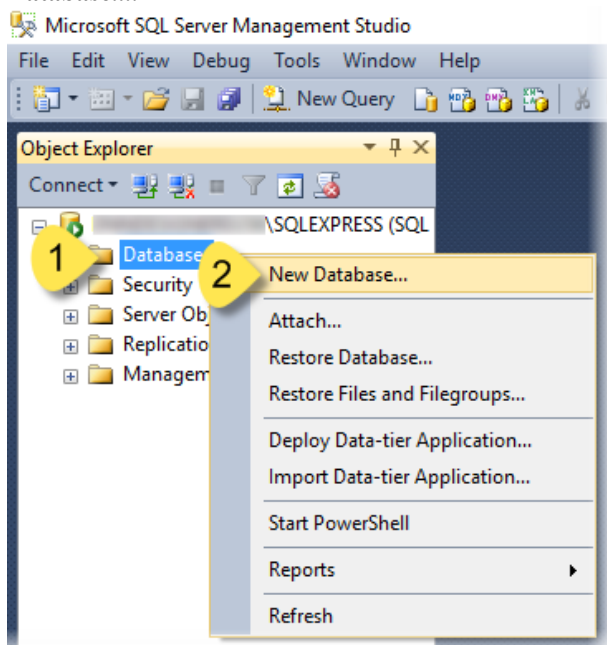 Microsoft SQL Server Management Studio
File Edit View Debug Tools Window Help
New Query
Object Explorer
Connect
\SQLEXPRESS (SQL
1
Database
2
New Database...
Security
Server Obj
Attach...
Replicatio
Restore Database...
Managem
Restore Files and Filegroups...
Deploy Data-tier Application...
Import Data-tier Application...
Start PowerShell
Reports
Refresh